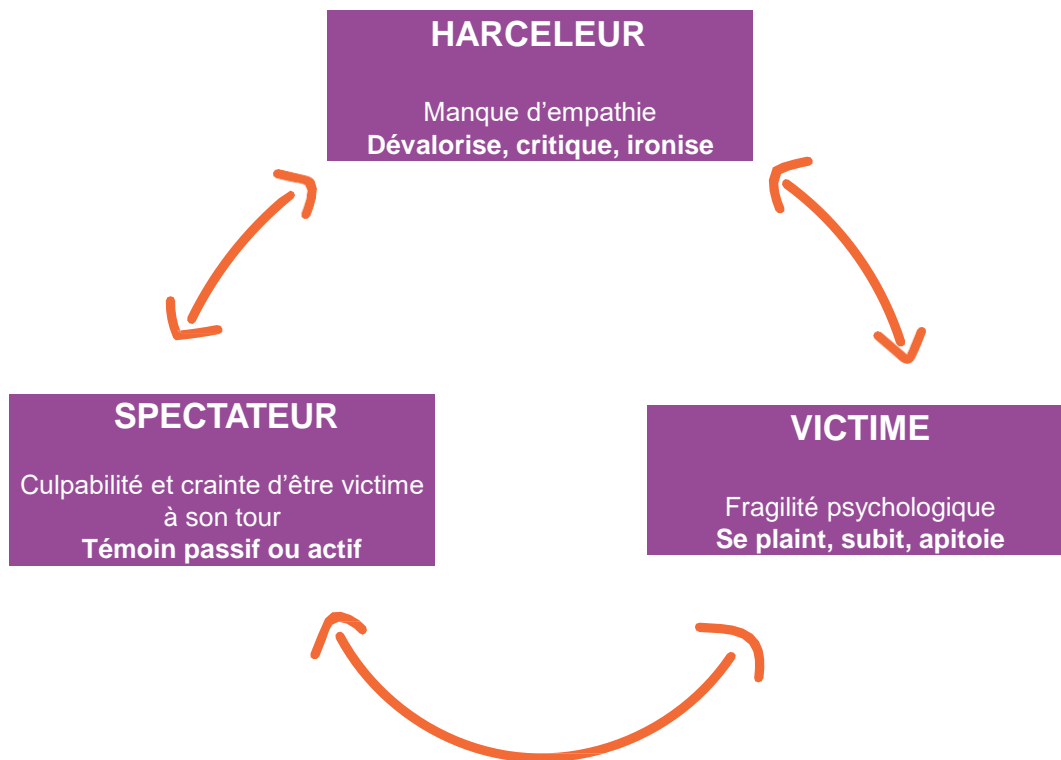 HARCELEUR
Manque d'empathie
Dévalorise, critique, ironise
SPECTATEUR
Culpabilité et crainte d'être victime
à son tour
Témoin passif ou actif
VICTIME
Fragilité psychologique
Se plaint, subit, apitoie